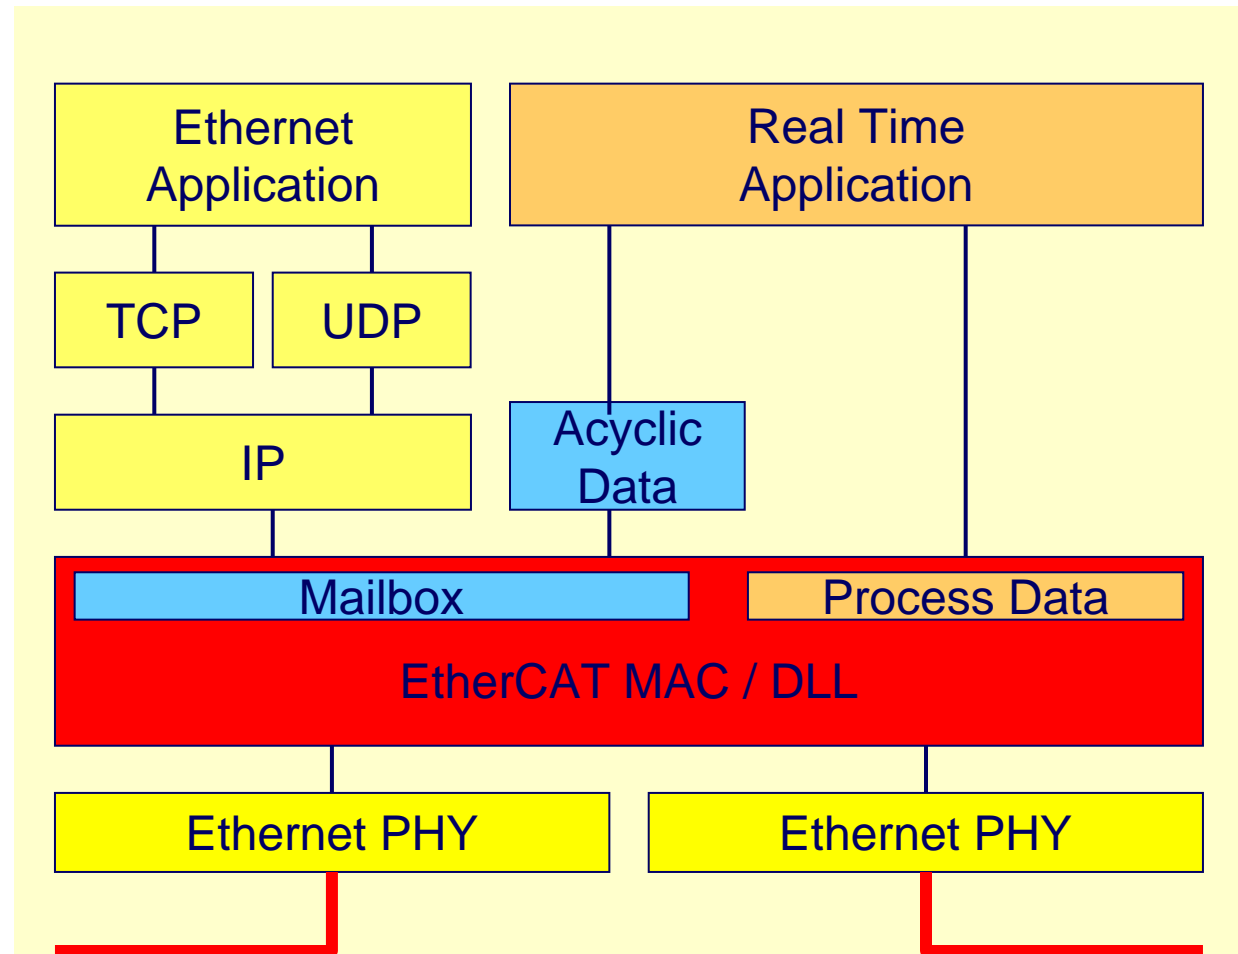 Ethernet
Application
Real Time
Application
TCP
UDP
IP
Acyclic
Data
Mailbox
Process Data
EtherCAT MAC / DLL
Ethernet PHY
Ethernet PHY